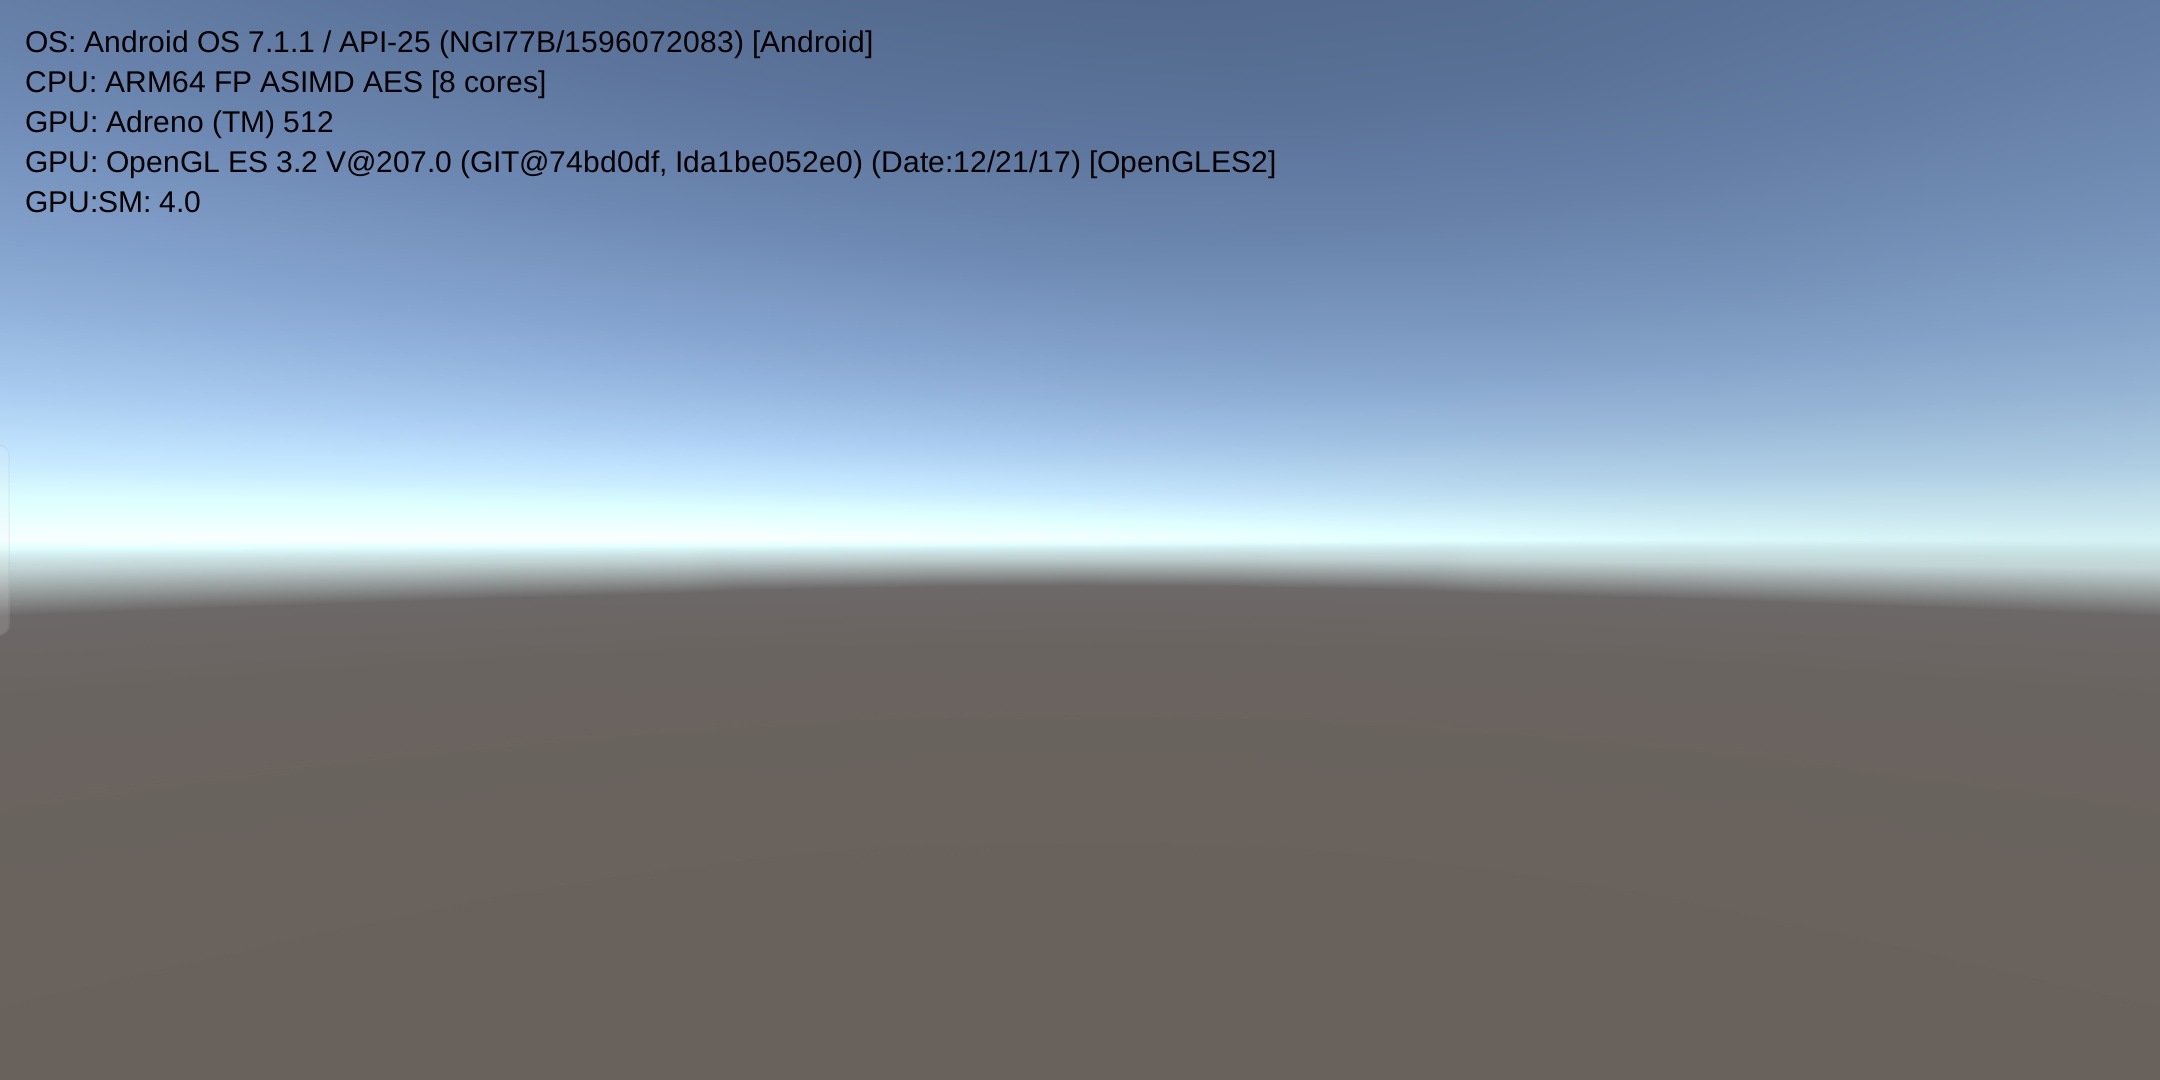 OS: Android OS 7.1.1 / API-25 (NGI77B/1596072083) [Android]
CPU: ARM64 FP ASIMD AES [8 cores]
GPU: Adreno (TM) 512
GPU: OpenGL ES 3.2 V@207.0 (GIT@74bd0df, Ida1be052e0) (Date:12/21/17) [OpenGLES2]
GPU:SM: 4.0